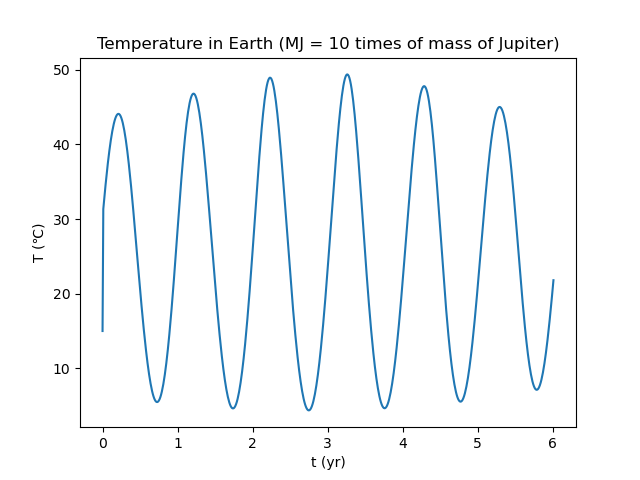 Temperature in Earth (MJ = 10 times of mass of Jupiter)
50
40
30
20
10
T (℃)
0 1 2 3 4 5 6
t (yr)